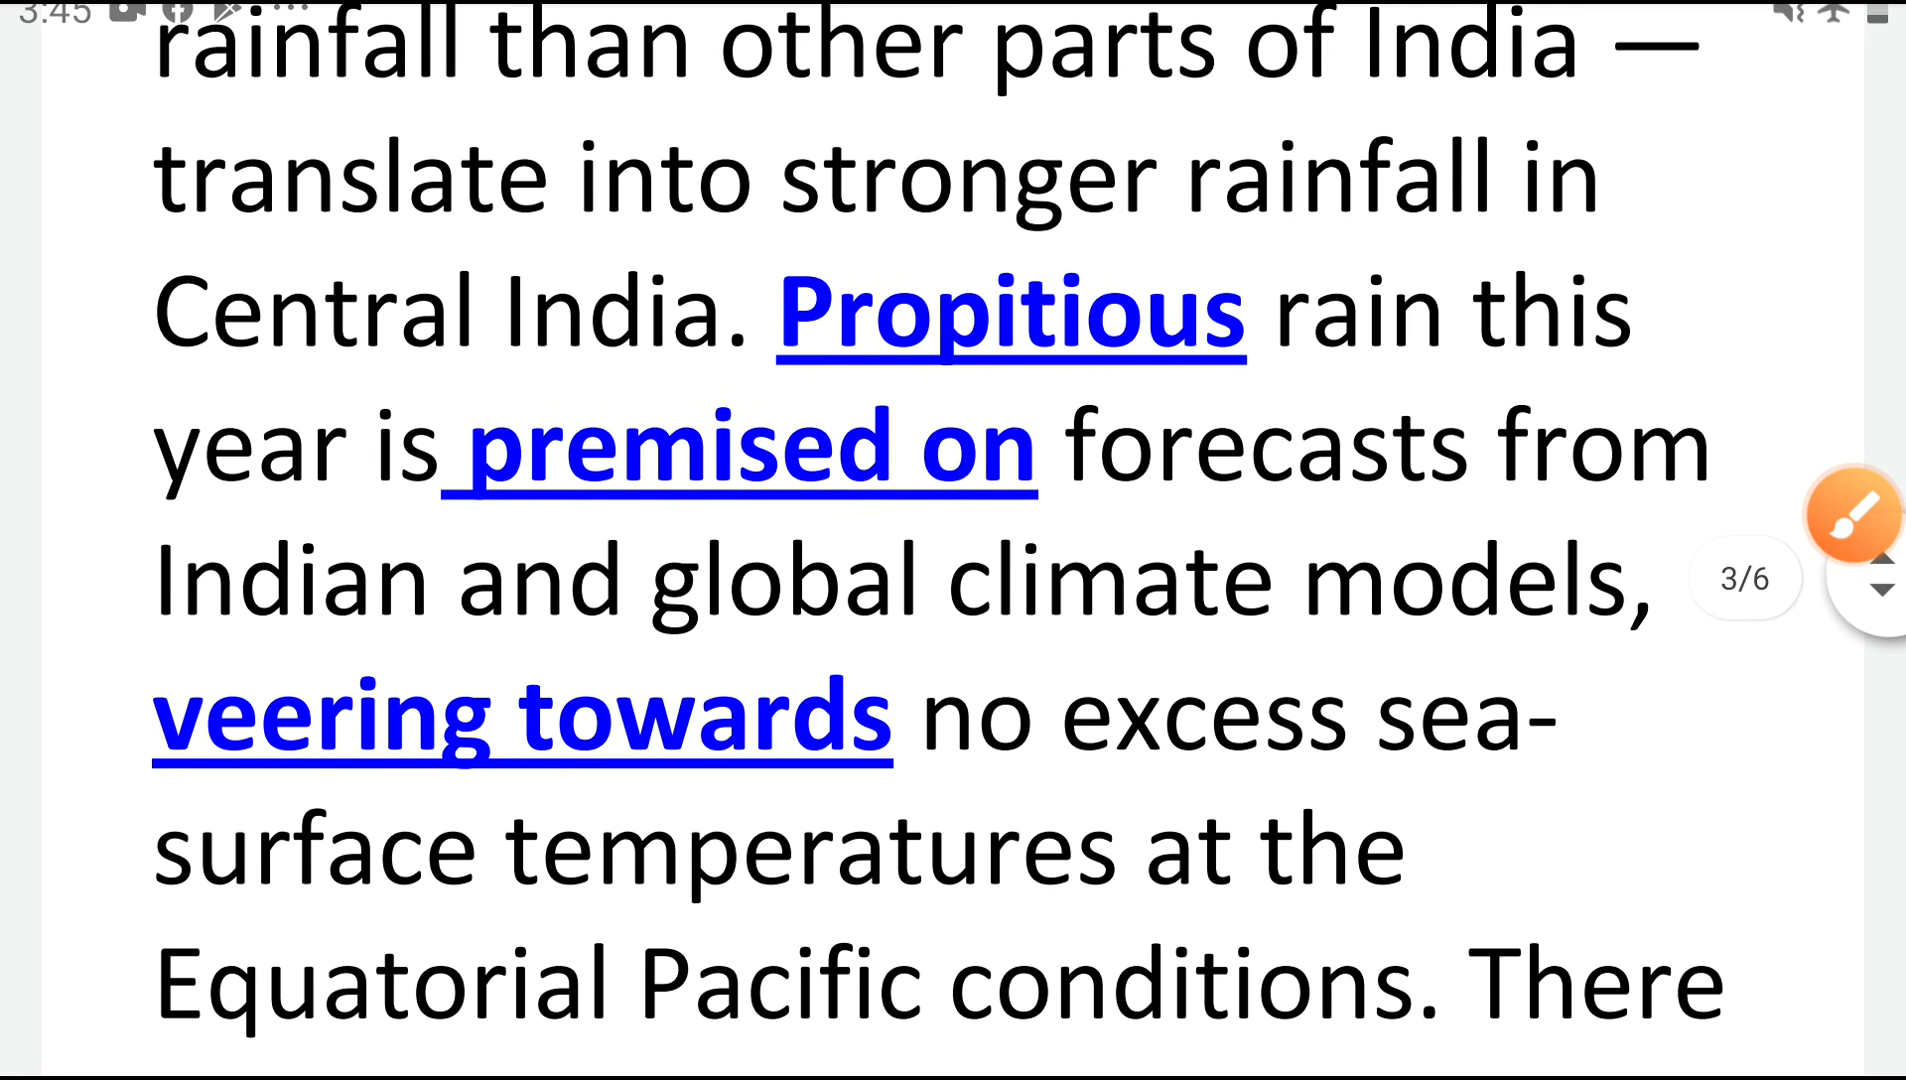 3:45
rainfall than other parts of India —
translate into stronger rainfall in
Central India. Propitious rain this
year is premised on forecasts from
Indian and global climate models,
3/6
veering towards no excess sea-
surface temperatures at the
Equatorial Pacific conditions. There